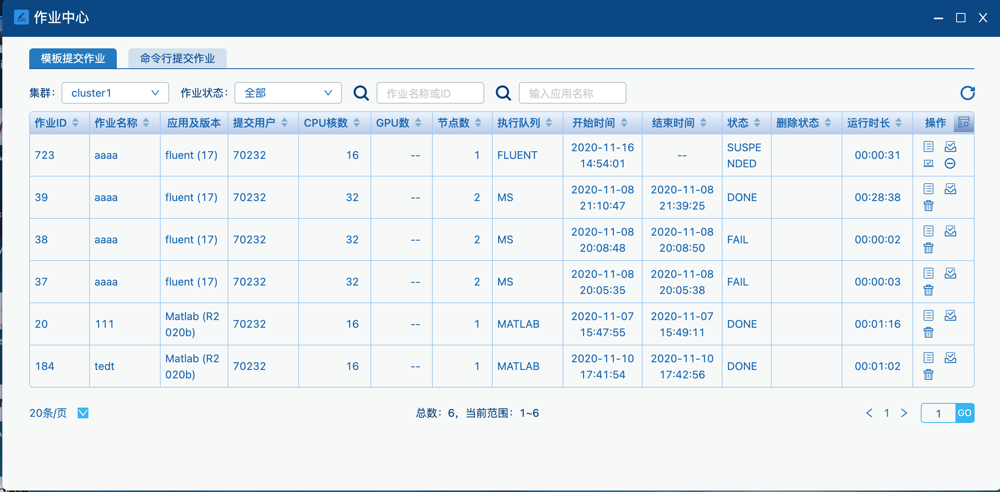 作业中心
模板提交作业 命令行提交作业
集群： cluster1 作业状态： 全部 作业名称或ID 输入应用名称
作业ID 作业名称 应用及版本 提交用户 CPU核数 GPU数 节点数 执行队列 开始时间 结束时间 状态 删除状态 运行时长 操作
723 aaaa fluent (17) 70232 16 -- 1 FLUENT 2020-11-16 14:54:01 -- SUSPENDED 00:00:31
39 aaaa fluent (17) 70232 32 -- 2 MS 2020-11-08 21:10:47 2020-11-08 21:39:25 DONE 00:28:38
38 aaaa fluent (17) 70232 32 -- 2 MS 2020-11-08 20:08:48 2020-11-08 20:08:50 FAIL 00:00:02
37 aaaa fluent (17) 70232 32 -- 2 MS 2020-11-08 20:05:35 2020-11-08 20:05:38 FAIL 00:00:03
20 111 Matlab (R2020b) 70232 16 -- 1 MATLAB 2020-11-07 15:47:55 2020-11-07 15:49:11 DONE 00:01:16
184 tedt Matlab (R2020b) 70232 16 -- 1 MATLAB 2020-11-10 17:41:54 2020-11-10 17:42:56 DONE 00:01:02
20条/页 总数：6，当前范围：1~6 < 1 > 1 GO